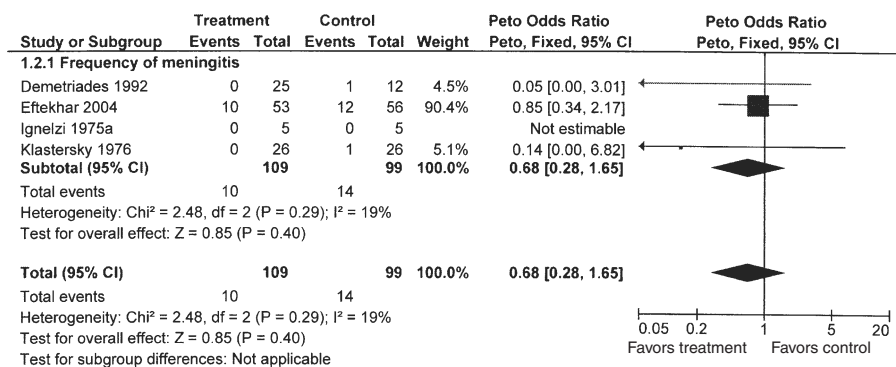 Treatment Control Peto Odds Ratio Peto Odds Ratio
Study or Subgroup Events Total Events Total Weight Peto, Fixed, 95% CI Peto, Fixed, 95% CI
1.2.1 Frequency of meningitis
Demetriades 1992 0 25 1 12 4.5% 0.05 [0.00, 3.01]
Eftekhar 2004 10 53 12 56 90.4% 0.85 [0.34, 2.17]
Ignelzi 1975a 0 5 0 5 Not estimable
Klastersky 1976 0 26 1 26 5.1% 0.14 [0.00, 6.82]
Subtotal (95% CI) 109 99 100.0% 0.68 [0.28, 1.65]
Total events 10 14
Heterogeneity: Chi² = 2.48, df = 2 (P = 0.29); I² = 19%
Test for overall effect: Z = 0.85 (P = 0.40)
Total (95% CI) 109 99 100.0% 0.68 [0.28, 1.65]
Total events 10 14
Heterogeneity: Chi² = 2.48, df = 2 (P = 0.29); I² = 19%
Test for overall effect: Z = 0.85 (P = 0.40)
Test for subgroup differences: Not applicable
0.05 0.2 1 5 20
Favors treatment Favors control